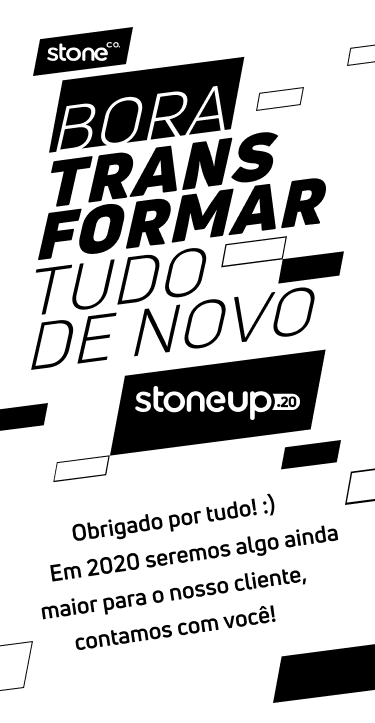 stone co.
BORA
TRANS
FORMAR
TUDO
DE NOVO
stoneup.20
Obrigado por tudo! :)
Em 2020 seremos algo ainda
maior para o nosso cliente,
contamos com você!